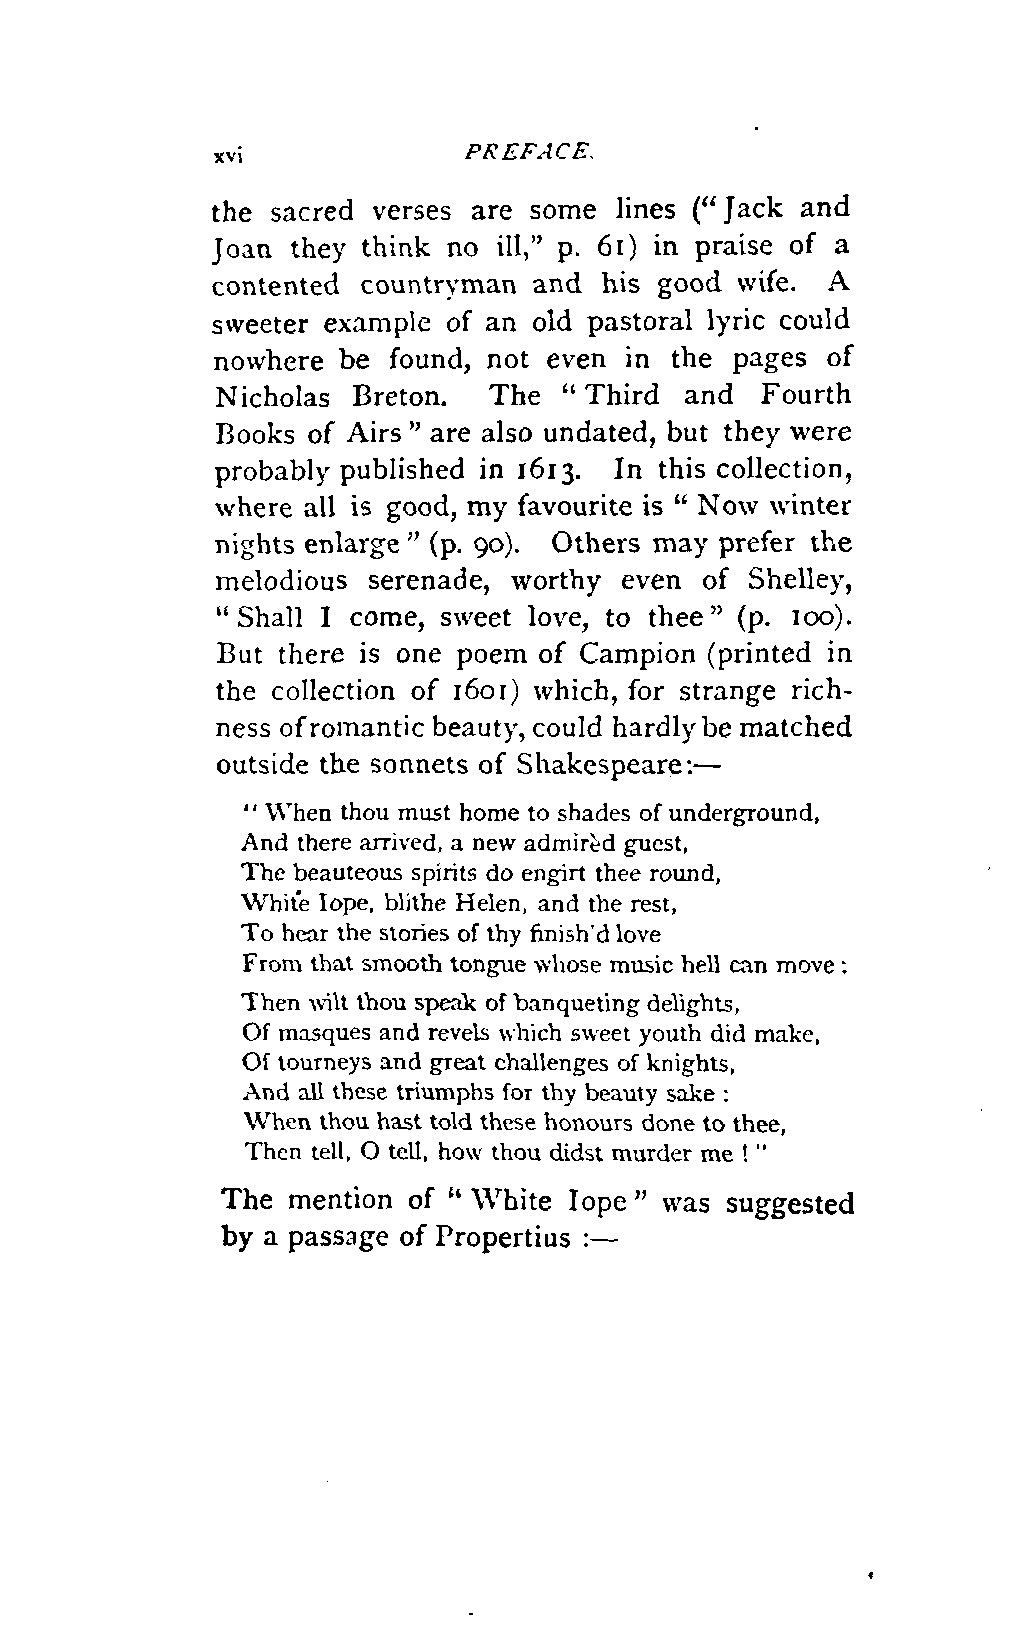 xvi PREFACE.
the sacred verses are some lines (“Jack and
Joan they think no ill,” p. 61) in praise of a
contented countryman and his good wife. A
sweeter example of an old pastoral lyric could
nowhere be found, not even in the pages of
Nicholas Breton. The “Third and Fourth
Books of Airs” are also undated, but they were
probably published in 1613. In this collection,
where all is good, my favourite is “Now winter
nights enlarge” (p. 90). Others may prefer the
melodious serenade, worthy even of Shelley,
“Shall I come, sweet love, to thee” (p. 100).
But there is one poem of Campion (printed in
the collection of 1601) which, for strange rich-
ness of romantic beauty, could hardly be matched
outside the sonnets of Shakespeare:—
“When thou must home to shades of underground,
And there arrived, a new admirèd guest,
The beauteous spirits do engirt thee round,
White Iope, blithe Helen, and the rest,
To hear the stories of thy finish'd love
From that smooth tongue whose music hell can move :
Then wilt thou speak of banqueting delights,
Of masques and revels which sweet youth did make,
Of tourneys and great challenges of knights,
And all these triumphs for thy beauty sake :
When thou hast told these honours done to thee,
Then tell, O tell, how thou didst murder me ! ”
The mention of “White Iope” was suggested
by a passage of Propertius :—